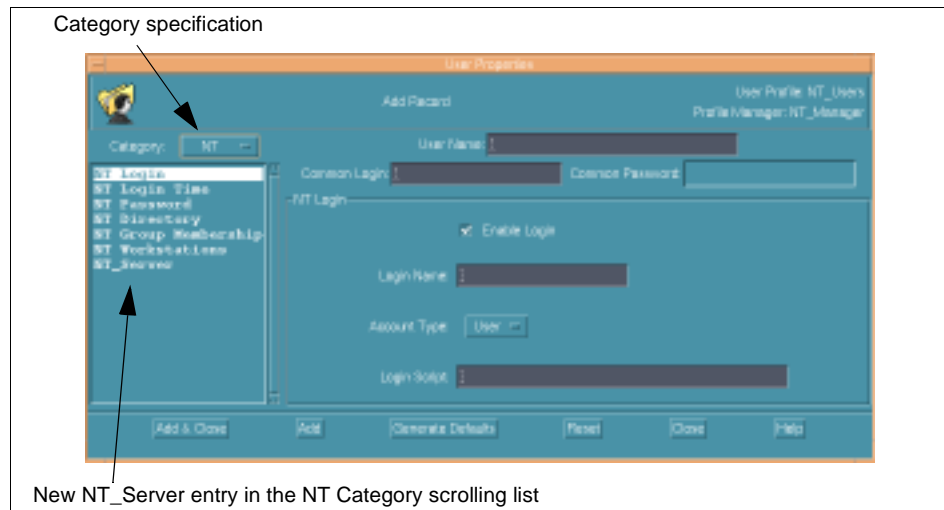 Category specification
User Properties
Add Record
User Profile: NT_Users
Profile Manager: NT_Manager
Category: NT
User Name:
Common Login:
Common Password:
NT Login
NT Login Time
NT Password
NT Directory
NT Group Membership
NT Workstations
NT_Server
NT Login
Enable Login
Login Name:
Account Type: User
Login Script:
Add & Close
Add
Generate Defaults
Reset
Close
Help
New NT_Server entry in the NT Category scrolling list